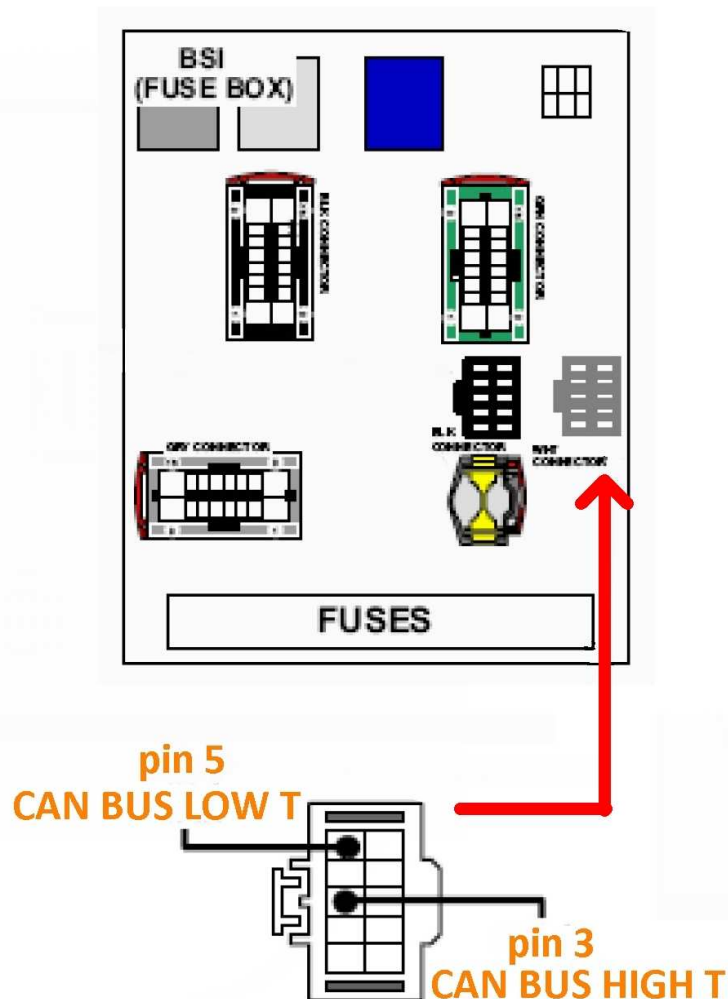 BSI
(FUSE BOX)
BLK CONNECTOR
GRN CONNECTOR
BLK
CONNECTOR
WHT
CONNECTOR
GRY CONNECTOR
FUSES
pin 5
CAN BUS LOW T
pin 3
CAN BUS HIGH T